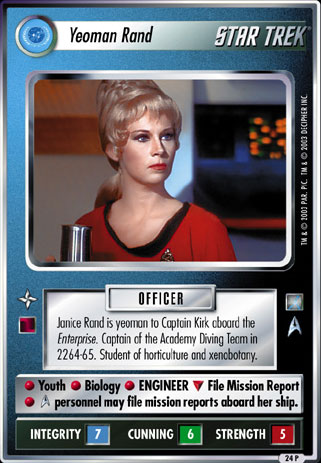 Yeoman Rand STAR TREK
™ & © 2003 PAR. PIC. ™ & © 2003 DECIPHER INC.
OFFICER
Janice Rand is yeoman to Captain Kirk aboard the
Enterprise. Captain of the Academy Diving Team in
2264-65. Student of horticulture and xenobotany.
Youth Biology ENGINEER File Mission Report
personnel may file mission reports aboard her ship.
INTEGRITY 7 CUNNING 6 STRENGTH 5
24 P